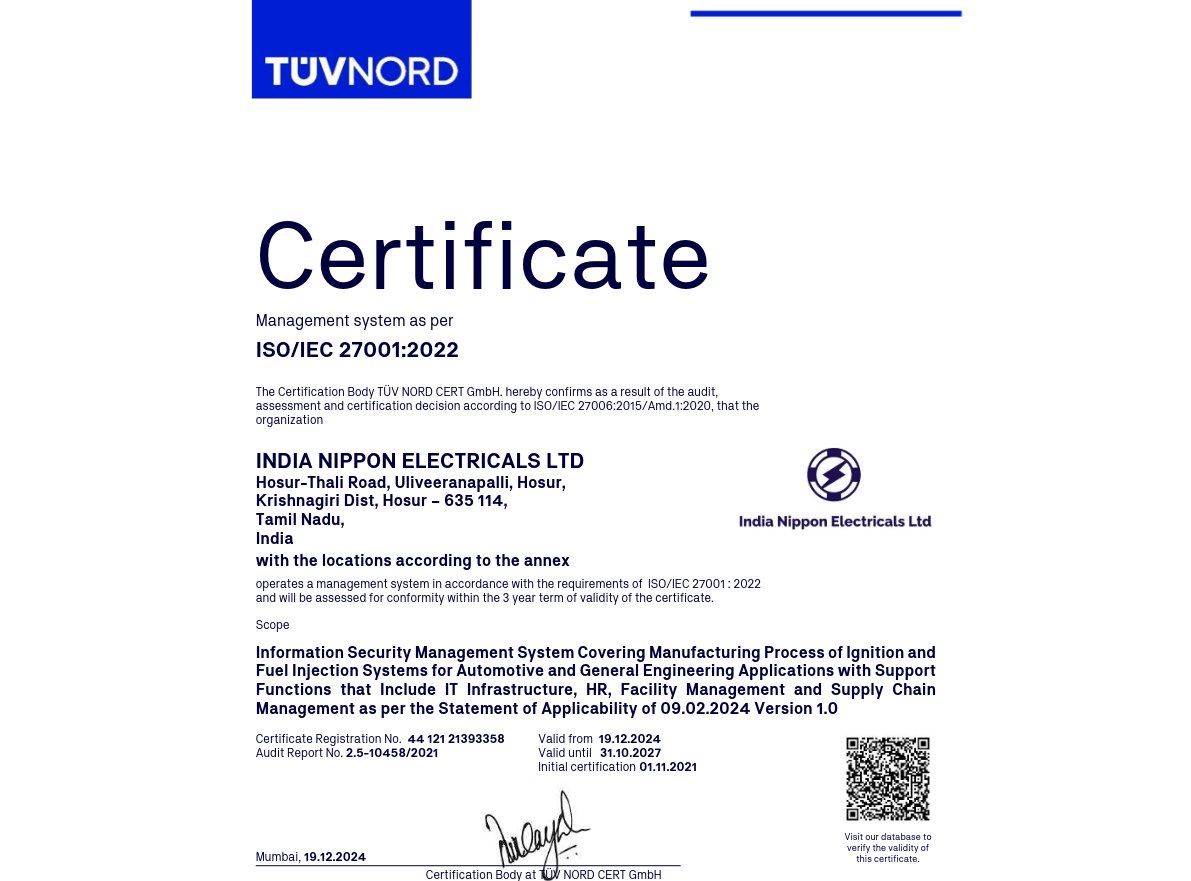 TÜVNORD
Certificate
Management system as per
ISO/IEC 27001:2022
The Certification Body TÜV NORD CERT GmbH. hereby confirms as a result of the audit,
assessment and certification decision according to ISO/IEC 27006:2015/Amd.1:2020, that the
organization
INDIA NIPPON ELECTRICALS LTD
Hosur-Thali Road, Uliveeranapalli, Hosur,
Krishnagiri Dist, Hosur – 635 114,
Tamil Nadu,
India
India Nippon Electricals Ltd
with the locations according to the annex
operates a management system in accordance with the requirements of ISO/IEC 27001 : 2022
and will be assessed for conformity within the 3 year term of validity of the certificate.
Scope
Information Security Management System Covering Manufacturing Process of Ignition and
Fuel Injection Systems for Automotive and General Engineering Applications with Support
Functions that Include IT Infrastructure, HR, Facility Management and Supply Chain
Management as per the Statement of Applicability of 09.02.2024 Version 1.0
Certificate Registration No. 44 121 21393358
Audit Report No. 2.5-10458/2021
Valid from 19.12.2024
Valid until 31.10.2027
Initial certification 01.11.2021
Visit our database to
verify the validity of
this certificate.
Mumbai, 19.12.2024
Certification Body at TÜV NORD CERT GmbH